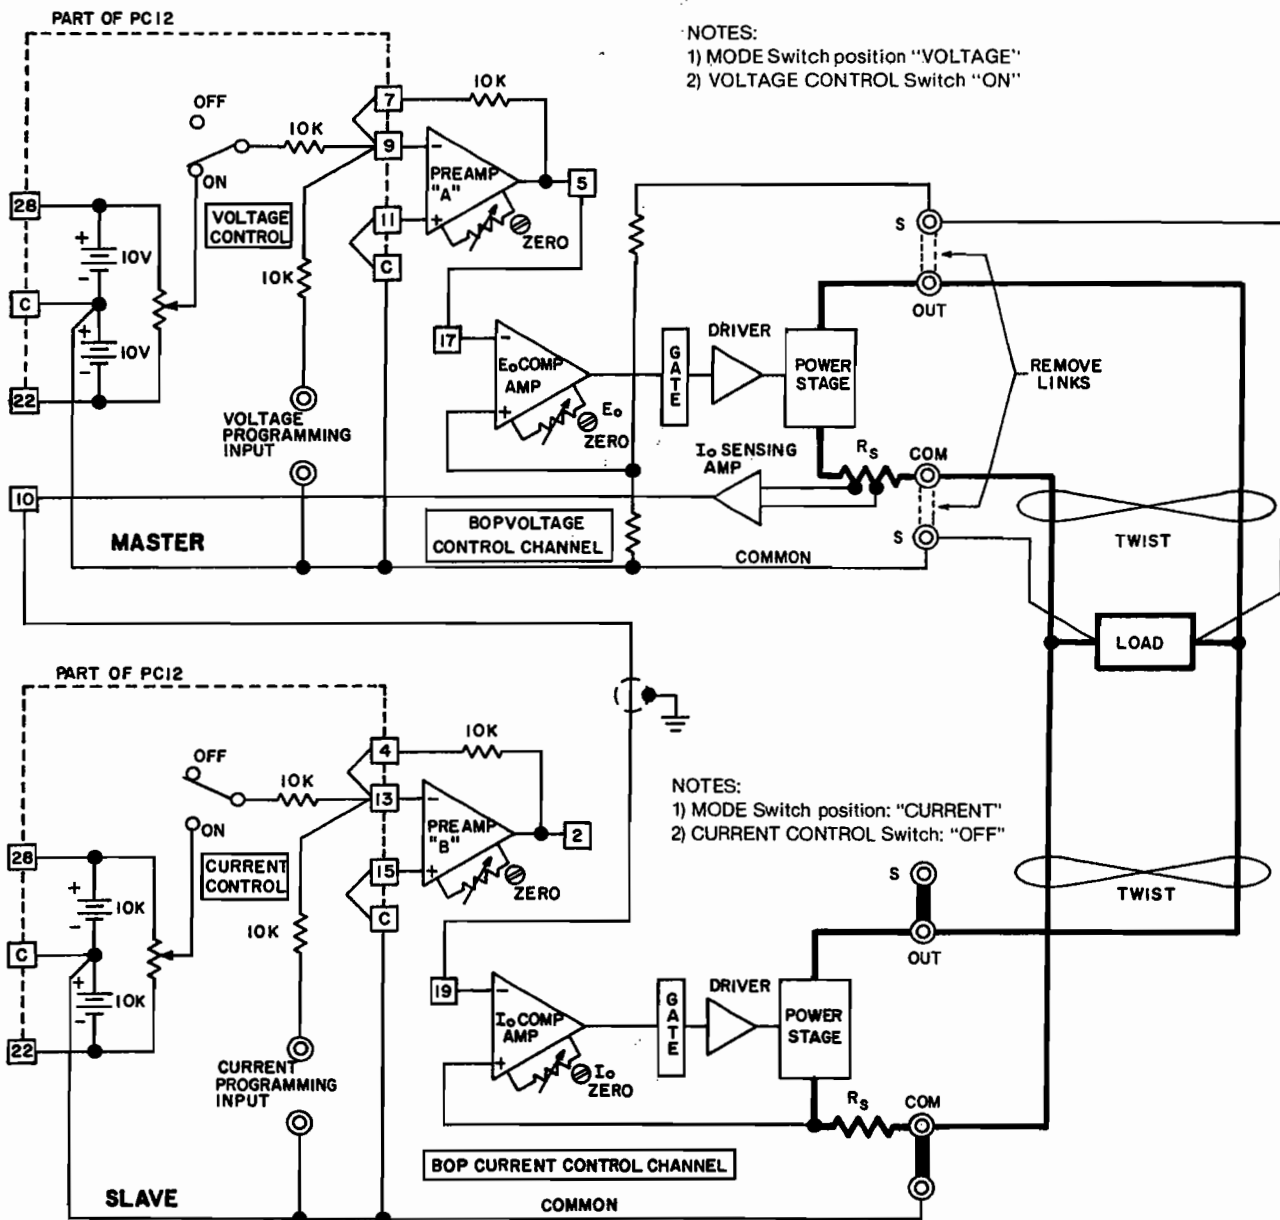 PART OF PC12
NOTES:
1) MODE Switch position "VOLTAGE"
2) VOLTAGE CONTROL Switch "ON"
7
10K
OFF
10K
9
-
PREAMP
"A"
5
ON
28
VOLTAGE
CONTROL
11
+
ZERO
S
+
10V
-
10K
C
C
OUT
+
10V
-
17
-
DRIVER
GATE
POWER
STAGE
REMOVE
LINKS
Eo COMP
AMP
22
+
Eo
ZERO
VOLTAGE
PROGRAMMING
INPUT
Io SENSING
AMP
RS
COM
10
MASTER
BOPVOLTAGE
CONTROL CHANNEL
S
TWIST
COMMON
LOAD
PART OF PC12
4
10K
OFF
10K
13
-
PREAMP
"B"
2
NOTES:
1) MODE Switch position: "CURRENT"
2) CURRENT CONTROL Switch: "OFF"
ON
28
CURRENT
CONTROL
15
+
ZERO
S
TWIST
+
10K
-
10K
C
C
OUT
+
10K
-
19
-
DRIVER
GATE
POWER
STAGE
Io COMP
AMP
22
+
Io
ZERO
CURRENT
PROGRAMMING
INPUT
RS
COM
BOP CURRENT CONTROL CHANNEL
SLAVE
COMMON